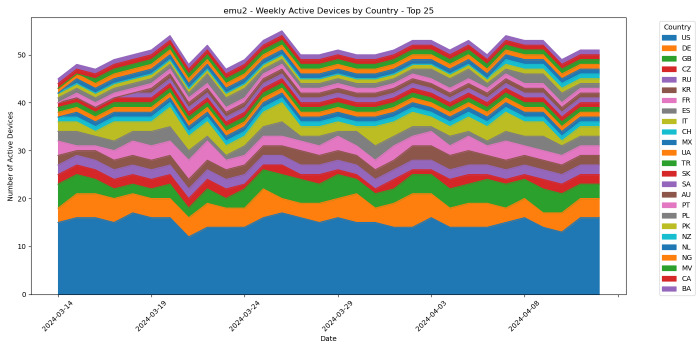 emu2 - Weekly Active Devices by Country - Top 25
Number of Active Devices
50
40
30
20
10
0
2024-03-14
2024-03-19
2024-03-24
2024-03-29
2024-04-03
2024-04-08
Date
Country
US
DE
GB
CZ
RU
KR
FR
ES
IT
CH
MX
UA
TR
SK
SA
AU
PT
PL
PK
NZ
NL
NG
MV
CA
BA